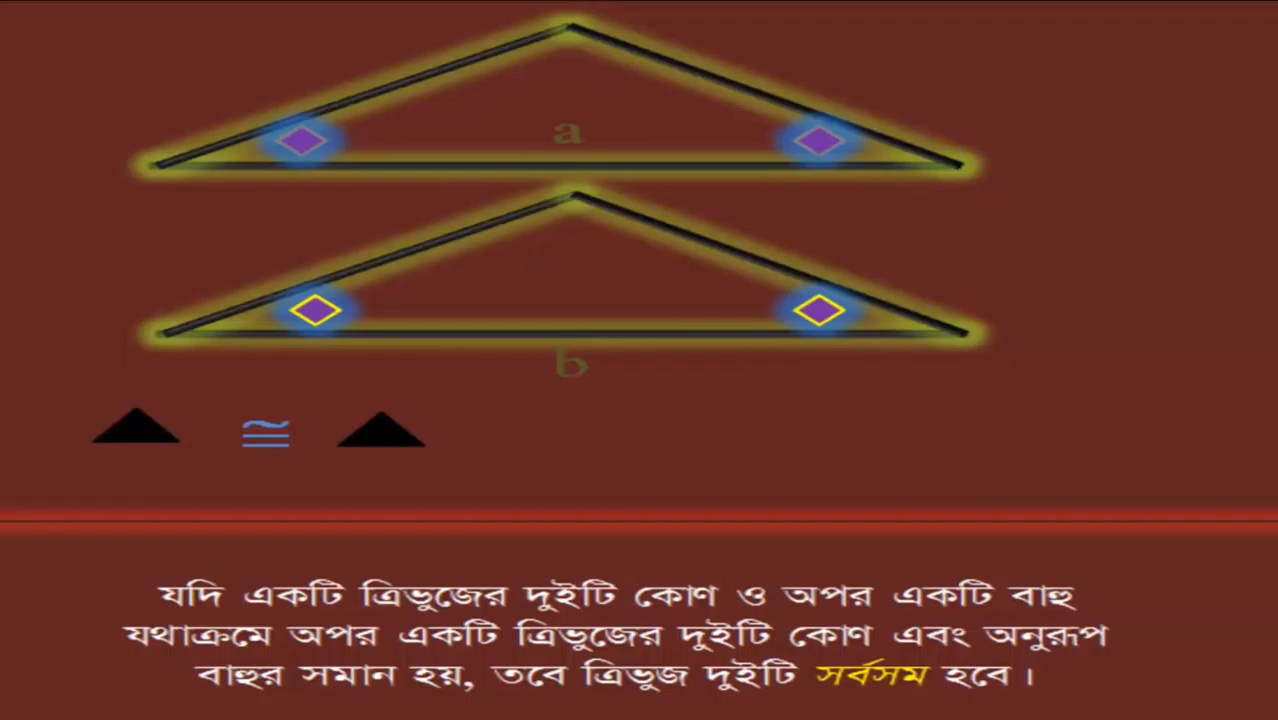 a
b
≅
যদি একটি ত্রিভুজের দুইটি কোণ ও অপর একটি বাহু
যথাক্রমে অপর একটি ত্রিভুজের দুইটি কোণ এবং অনুরূপ
বাহুর সমান হয়, তবে ত্রিভুজ দুইটি সর্বসম হবে।